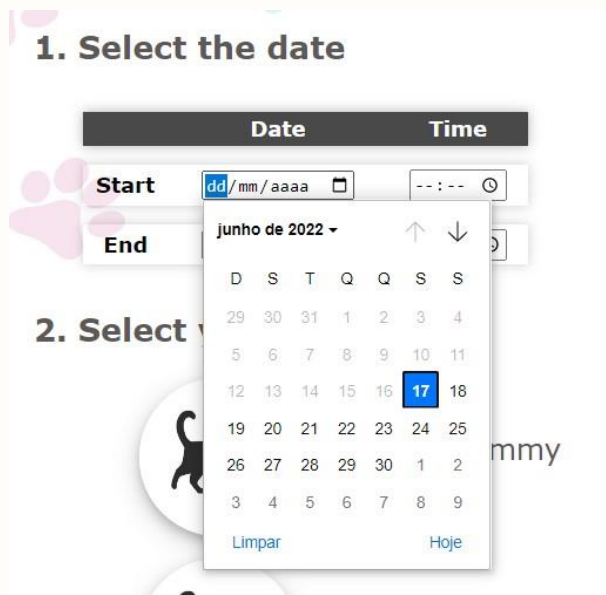 1. Select the date
Date Time
Start dd/mm/aaaa --:--
End
junho de 2022
D S T Q Q S S
29 30 31 1 2 3 4
5 6 7 8 9 10 11
12 13 14 15 16 17 18
19 20 21 22 23 24 25
26 27 28 29 30 1 2
3 4 5 6 7 8 9
Limpar Hoje
2. Select
mmy